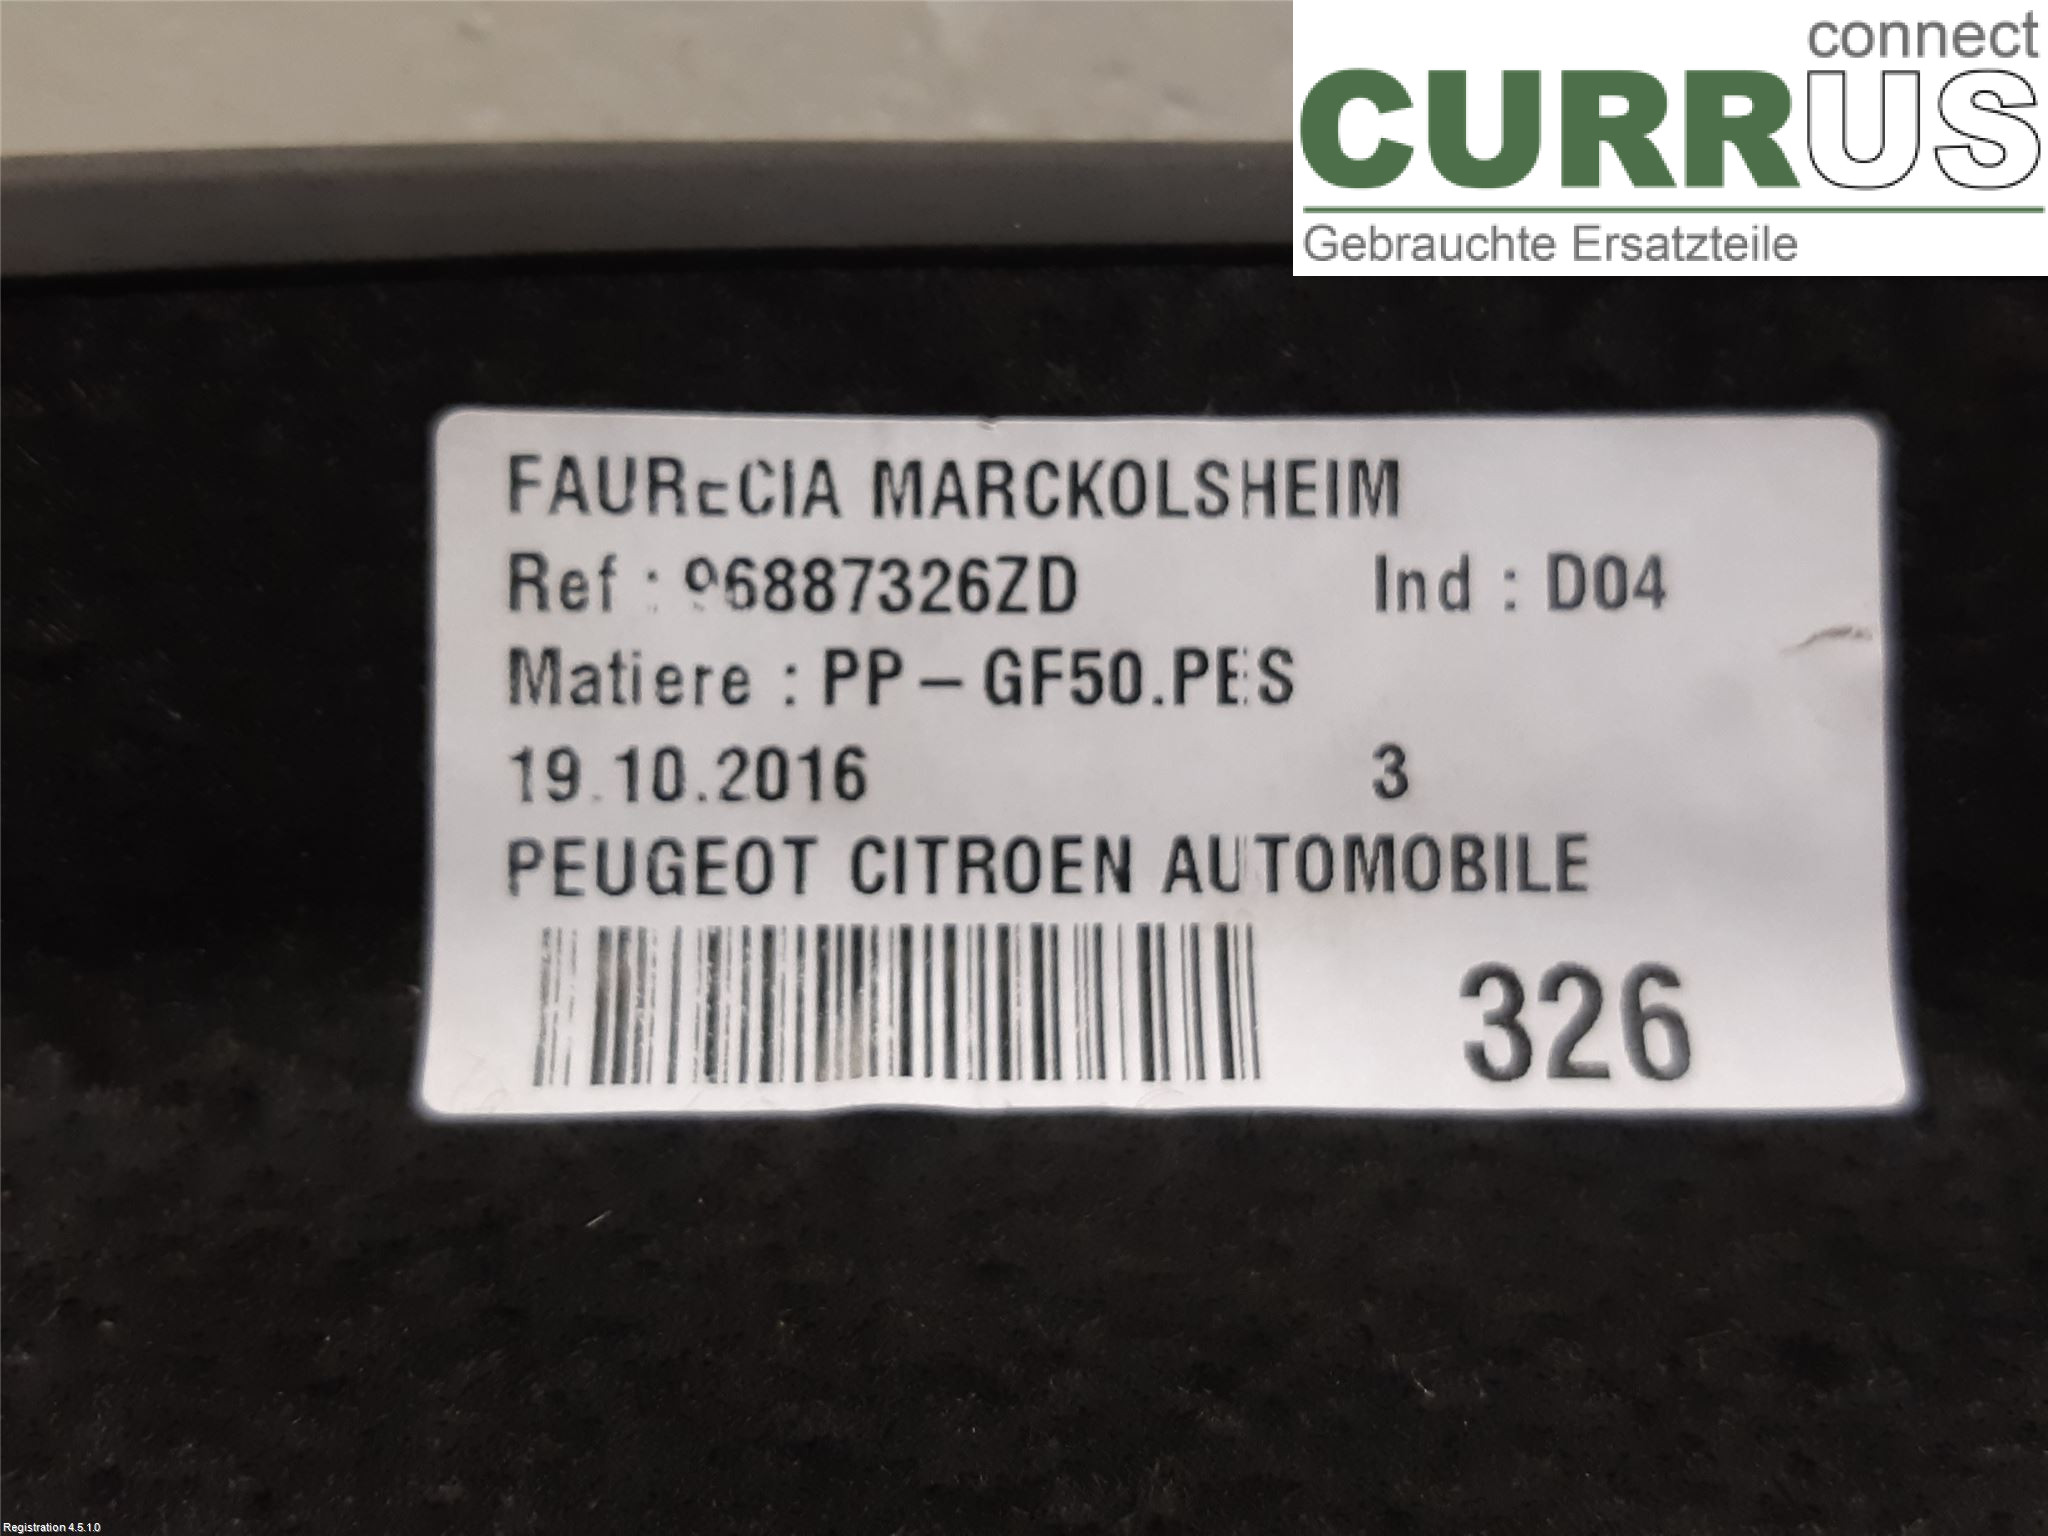 connect
CURRUS
Gebrauchte Ersatzteile
FAURECIA MARCKOLSHEIM
Ref : 96887326ZD Ind : D04
Matiere : PP – GF50.PES
19.10.2016 3
PEUGEOT CITROEN AUTOMOBILE
326
Registration 4.5.1.0